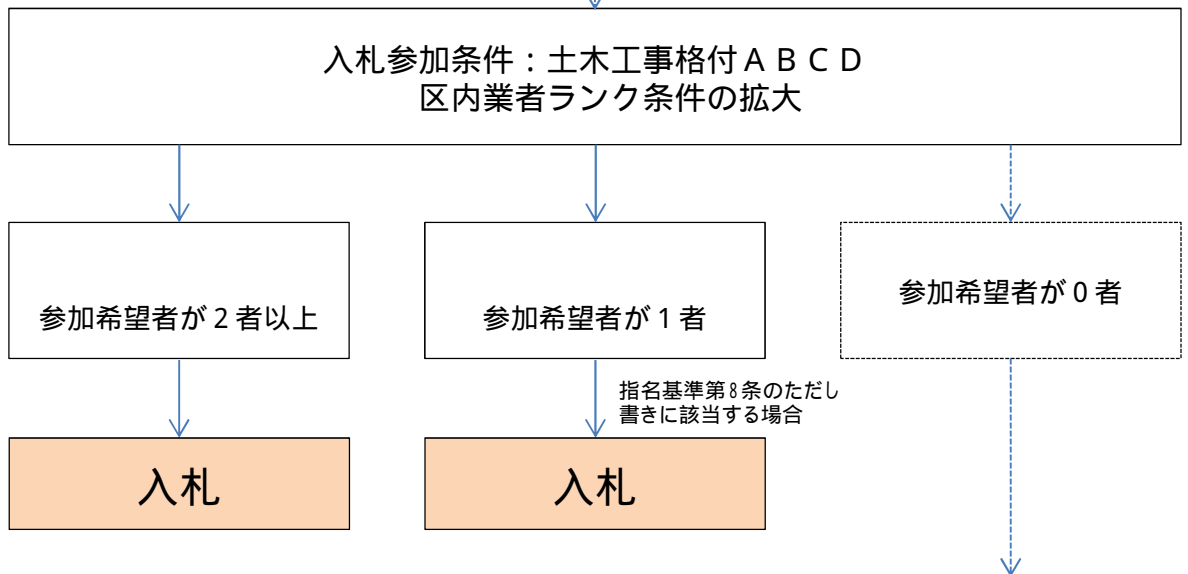 入札参加条件：土木工事格付ＡＢＣＤ
区内業者ランク条件の拡大
参加希望者が２者以上
参加希望者が１者
参加希望者が０者
指名基準第8条のただし
書きに該当する場合
入札
入札